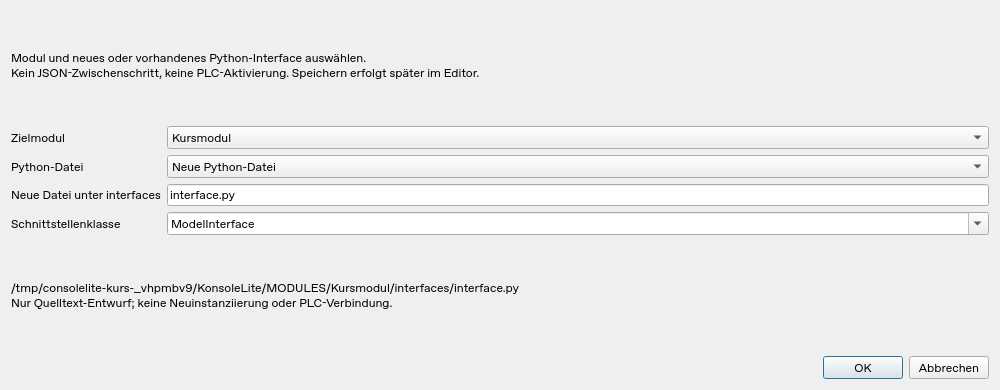 Modul und neues oder vorhandenes Python-Interface auswählen.
Kein JSON-Zwischenschritt, keine PLC-Aktivierung. Speichern erfolgt später im Editor.
Zielmodul Kursmodul
Python-Datei Neue Python-Datei
Neue Datei unter interfaces interface.py
Schnittstellenklasse ModelInterface
/tmp/consolelite-kurs-_vhpmbv9/KonsoleLite/MODULES/Kursmodul/interfaces/interface.py
Nur Quelltext-Entwurf; keine Neuinstanziierung oder PLC-Verbindung.
OK Abbrechen